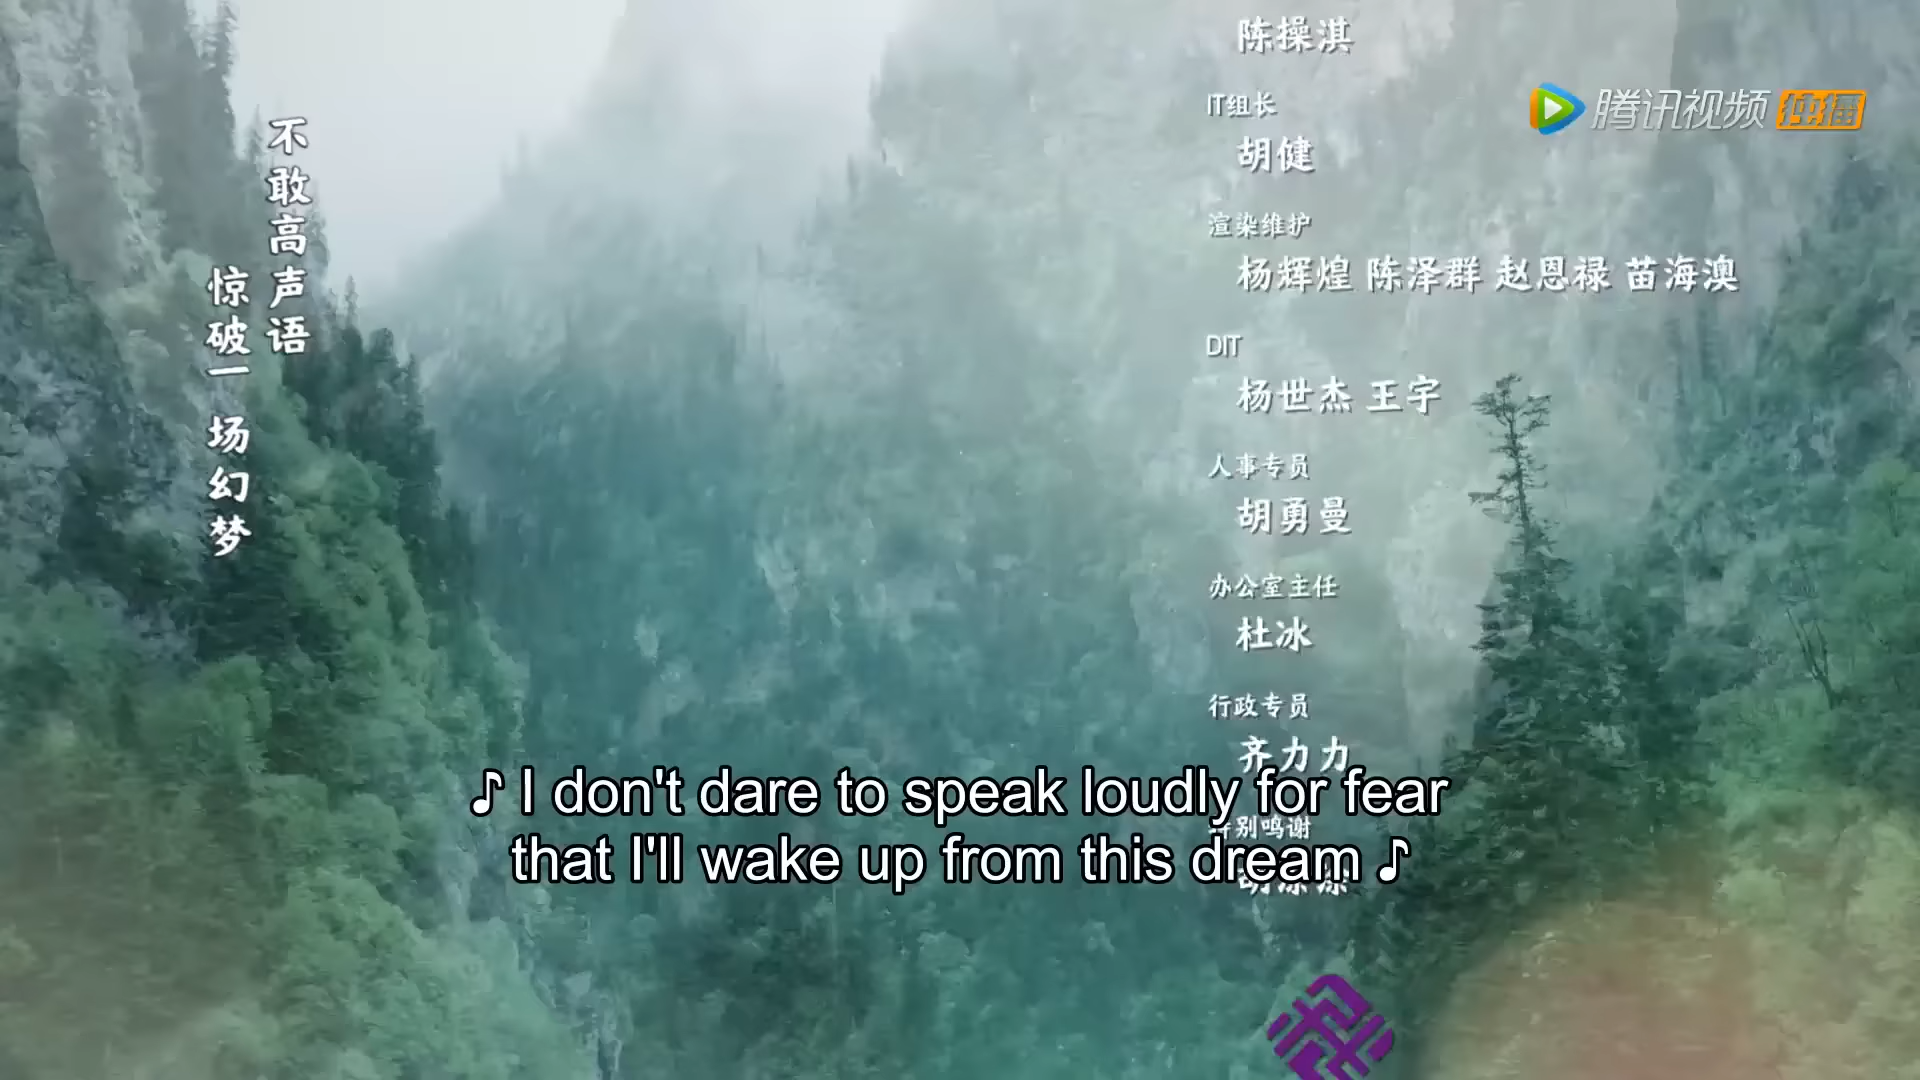 陈操淇
腾讯视频 独播
IT组长
胡健
渲染维护
杨辉煌 陈泽群 赵恩禄 苗海澳
DIT
杨世杰 王宇
人事专员
胡勇曼
办公室主任
杜冰
行政专员
齐力力
特别鸣谢
不敢高声语
惊破一场幻梦
♪ I don't dare to speak loudly for fear
that I'll wake up from this dream ♪